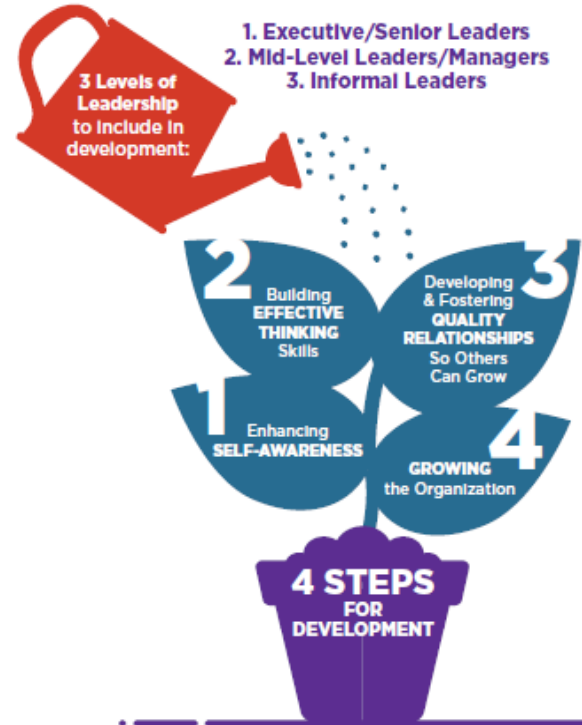 1. Executive/Senior Leaders
2. Mid-Level Leaders/Managers
3. Informal Leaders
3 Levels of
Leadership
to include in
development:
1
Enhancing
SELF-AWARENESS
2
Building
EFFECTIVE
THINKING
Skills
3
Developing
& Fostering
QUALITY
RELATIONSHIPS
So Others
Can Grow
4
GROWING
the Organization
4 STEPS
FOR
DEVELOPMENT